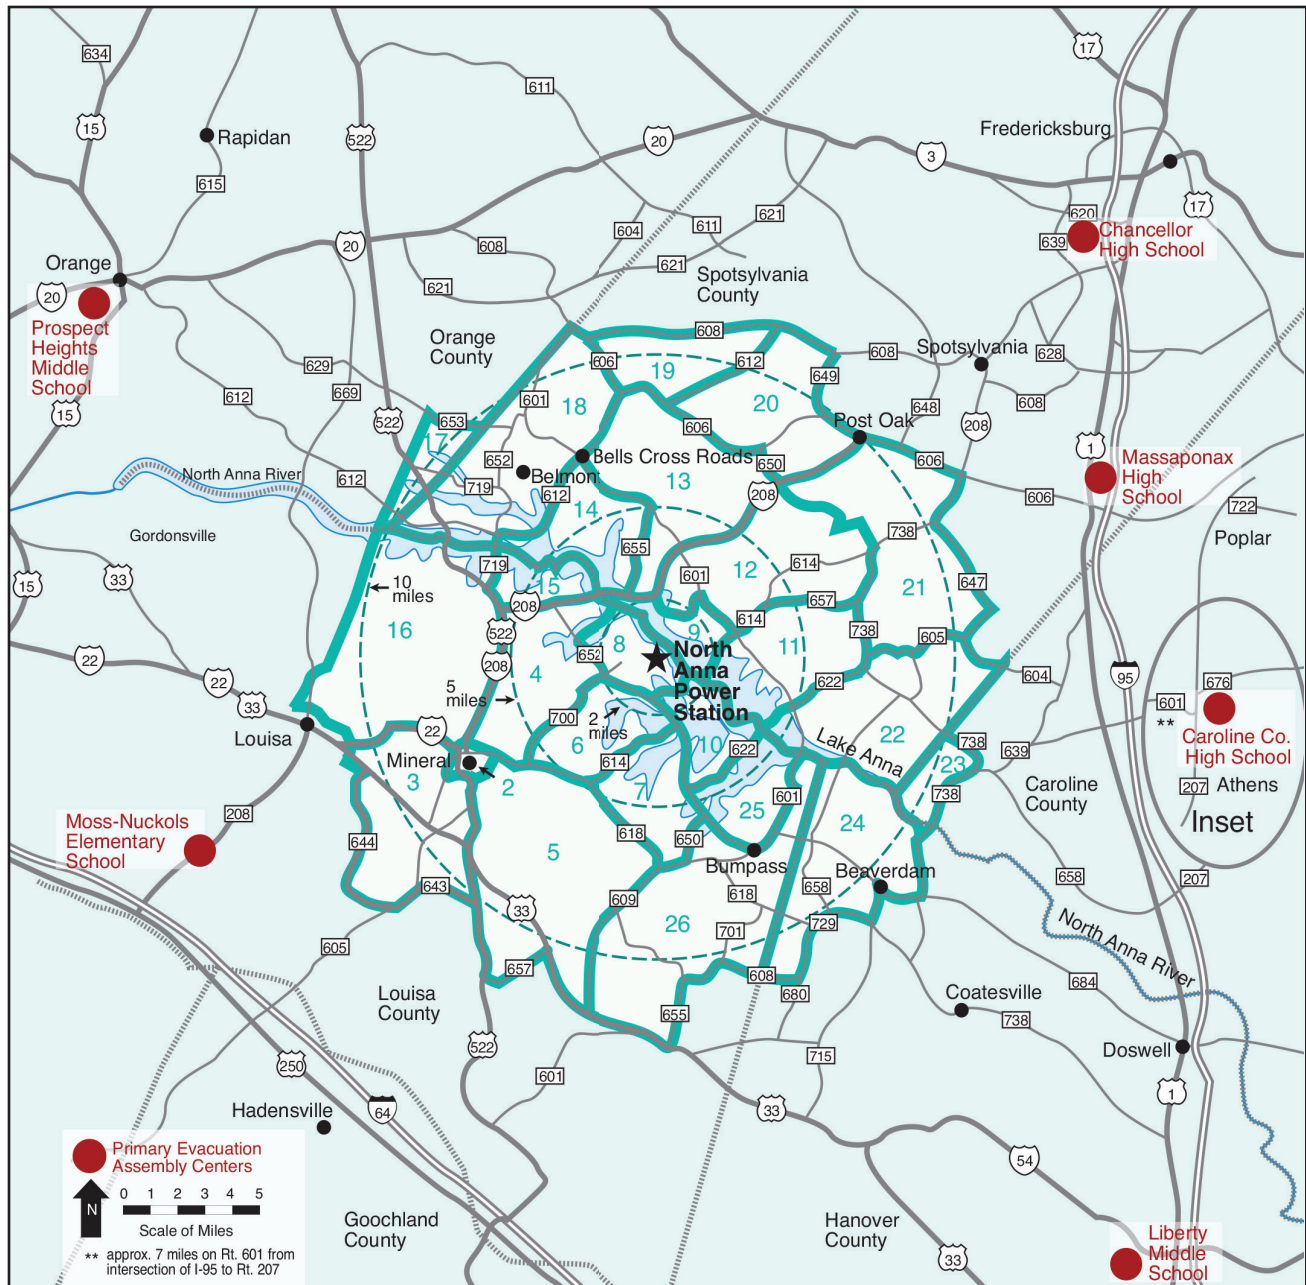 634
17
15
Rapidan
522
611
20
3
Fredericksburg
615
17
621
620
604
611
639
Chancellor
High School
20
608
621
Spotsylvania
County
Orange
20
621
Prospect
Heights
Middle
School
Orange
County
608
606
612
608
Spotsylvania
628
629
19
649
669
601
612
18
20
648
608
15
522
653
606
Post Oak
208
1
17
652
Bells Cross Roads
650
606
Massaponax
High
School
North Anna River
612
719
Belmont
612
13
208
606
722
14
Gordonsville
655
738
Poplar
719
614
15
33
10
miles
15
601
12
647
21
208
657
614
16
522
8
9
11
738
605
22
652
North
Anna
Power
Station
208
4
604
95
676
22
5
miles
622
601
**
33
700
2
miles
Caroline Co.
High School
Louisa
22
6
10
622
Lake Anna
22
738
639
Mineral
614
23
3
2
7
25
601
738
Caroline
County
207
Athens
208
Inset
Moss-Nuckols
Elementary
School
644
5
618
650
24
Bumpass
Beaverdam
658
207
643
609
618
658
33
26
729
701
North Anna River
605
657
608
684
Louisa
County
680
Coatesville
655
738
522
715
Doswell
250
601
1
64
33
Hadensville
54
Primary Evacuation
Assembly Centers
N
0 1 2 3 4 5
Scale of Miles
** approx. 7 miles on Rt. 601 from
intersection of I-95 to Rt. 207
Goochland
County
Hanover
County
33
Liberty
Middle
School